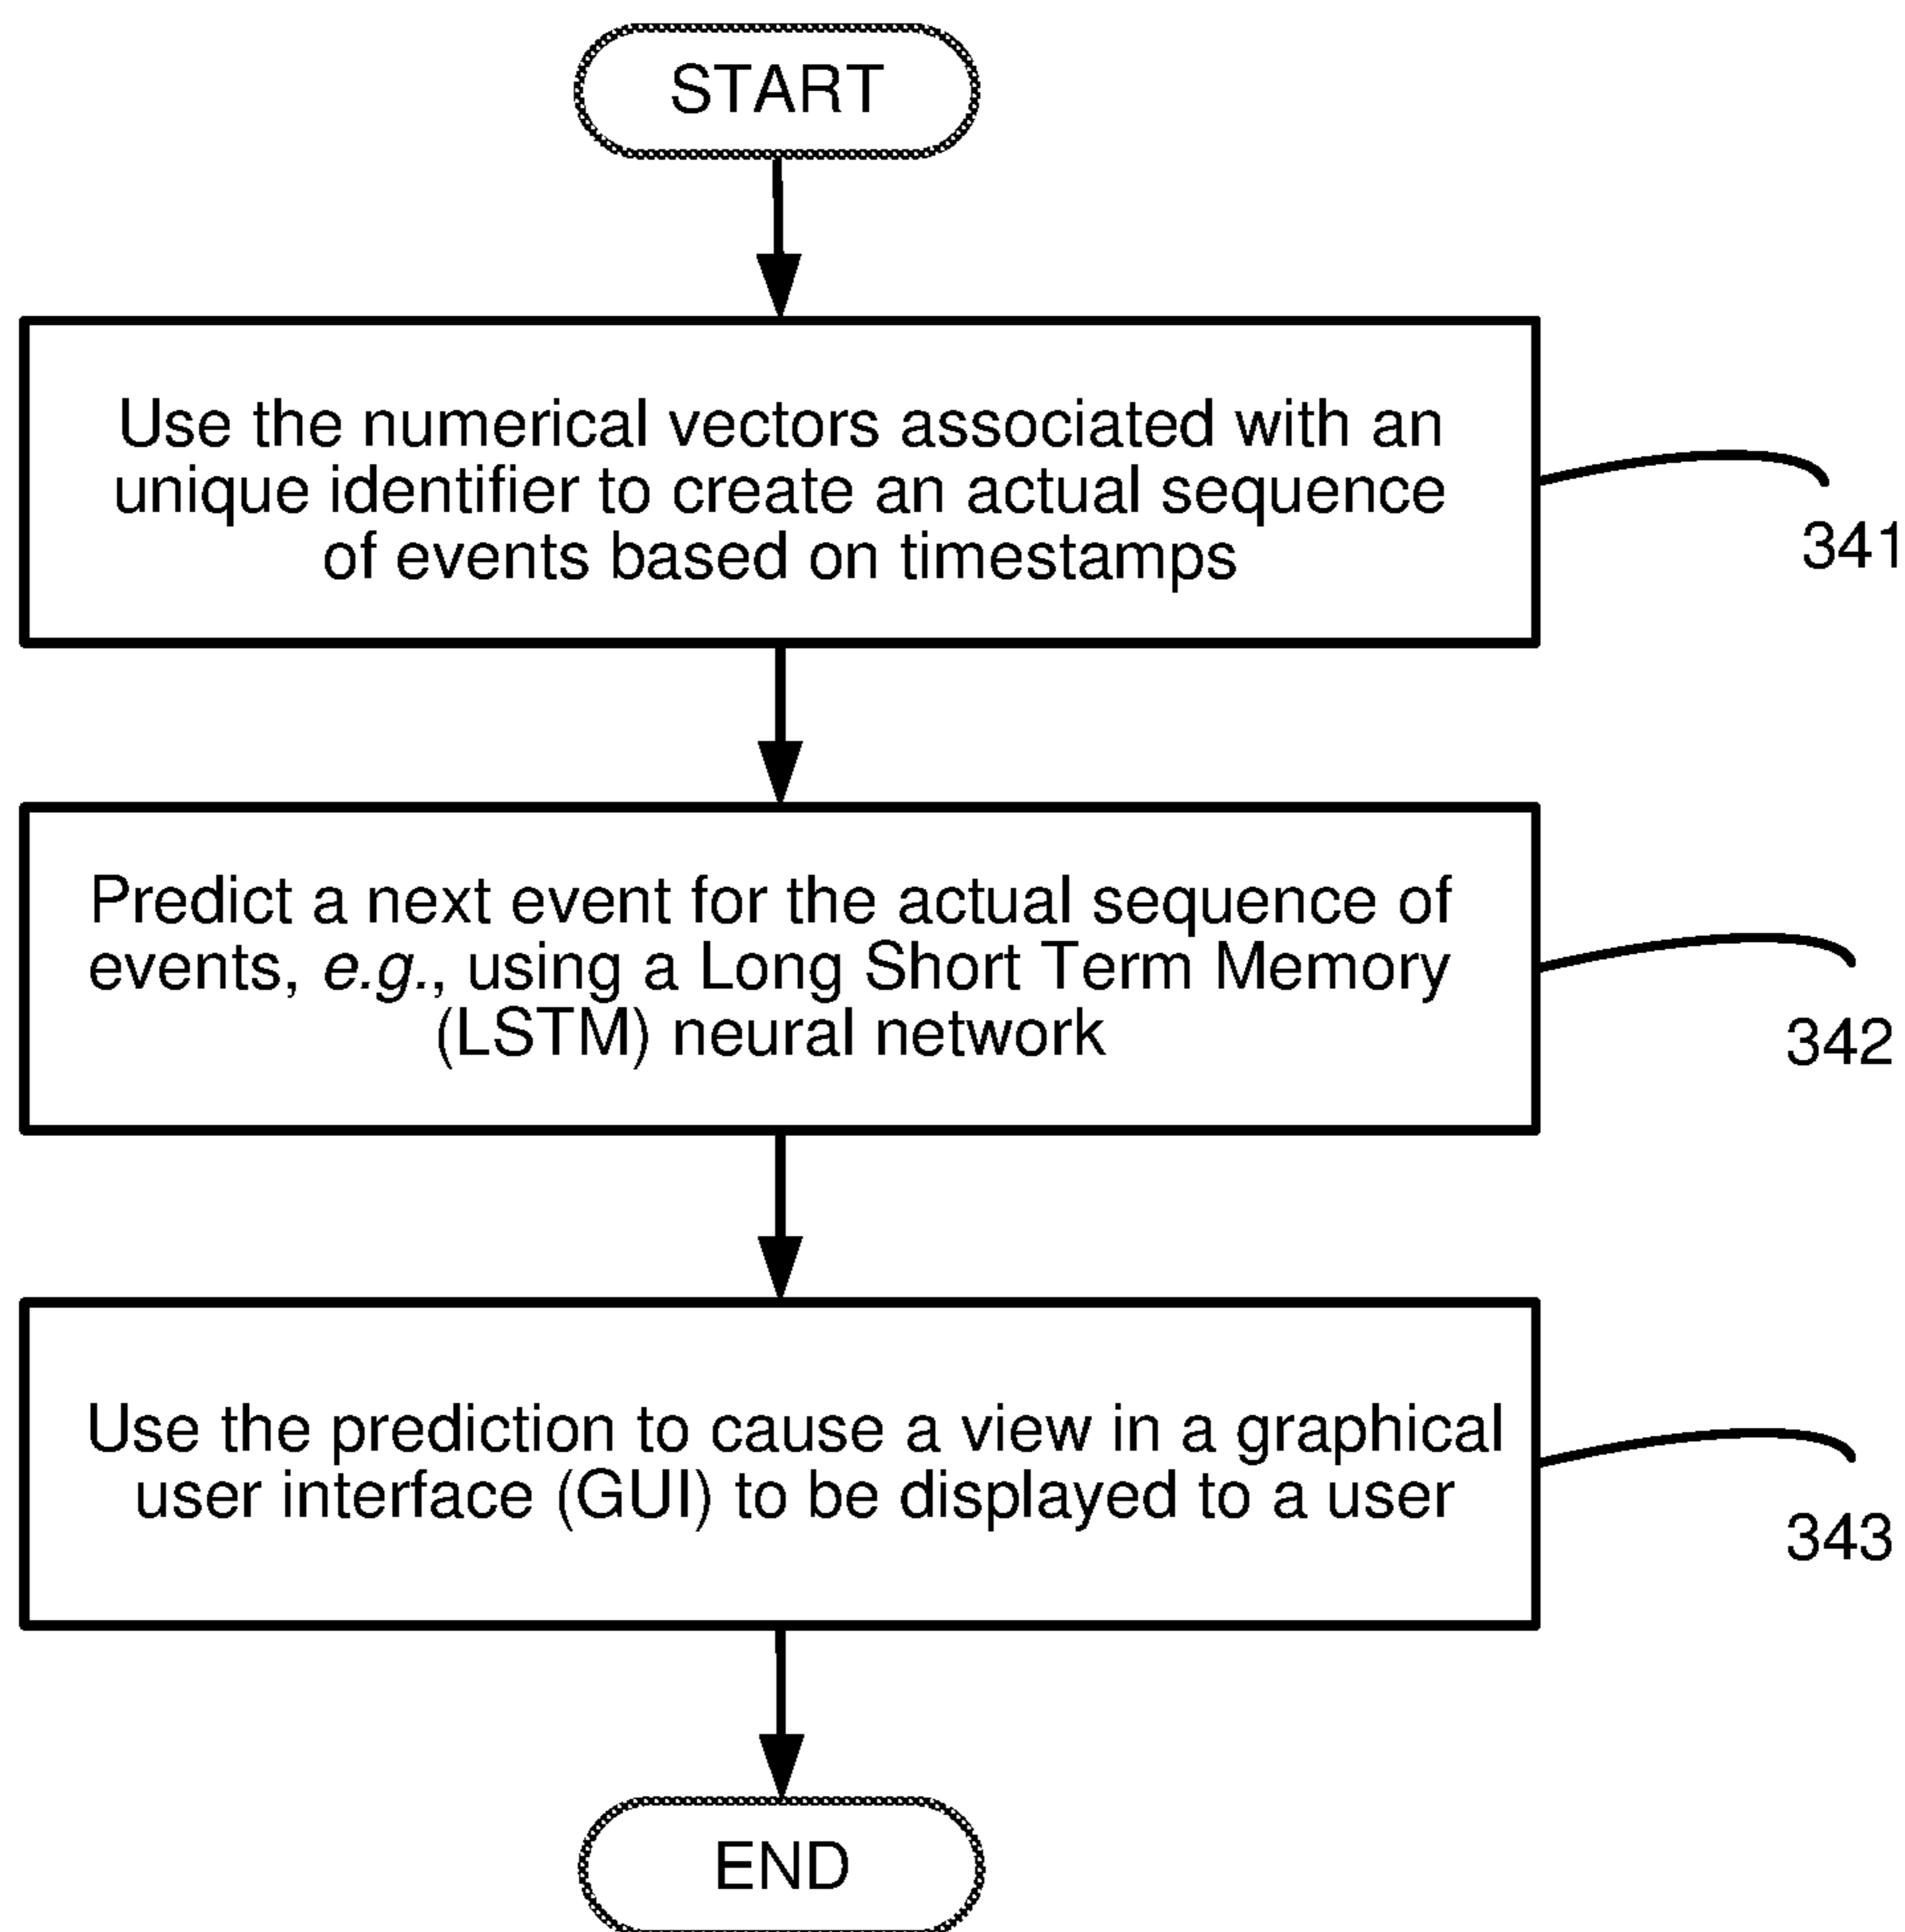 START
Use the numerical vectors associated with an
unique identifier to create an actual sequence
of events based on timestamps
341
Predict a next event for the actual sequence of
events, e.g., using a Long Short Term Memory
(LSTM) neural network
342
Use the prediction to cause a view in a graphical
user interface (GUI) to be displayed to a user
343
END